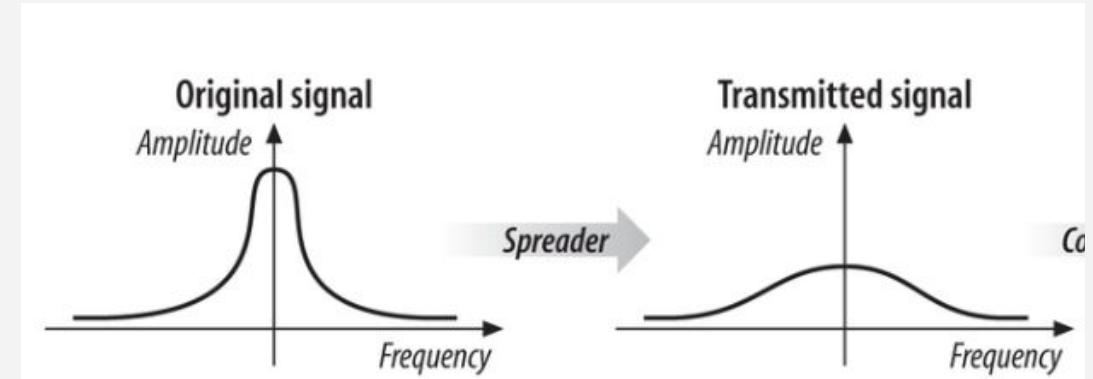 Original signal
Amplitude
Frequency
Spreader
Transmitted signal
Amplitude
Frequency